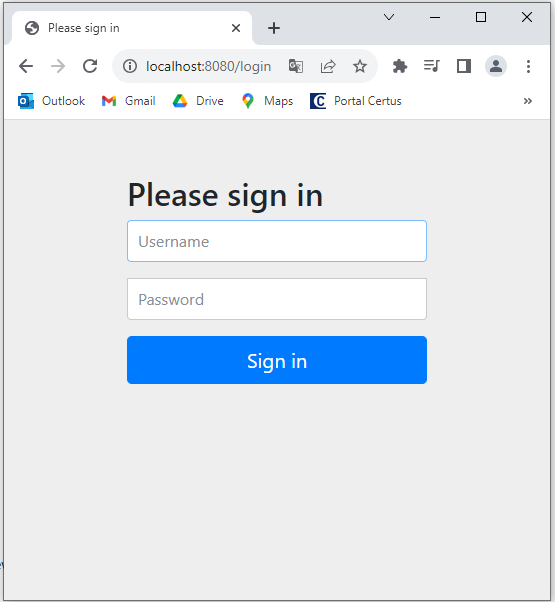 Please sign in
localhost:8080/login
Outlook
Gmail
Drive
Maps
C
Portal Certus
Please sign in
Username
Password
Sign in